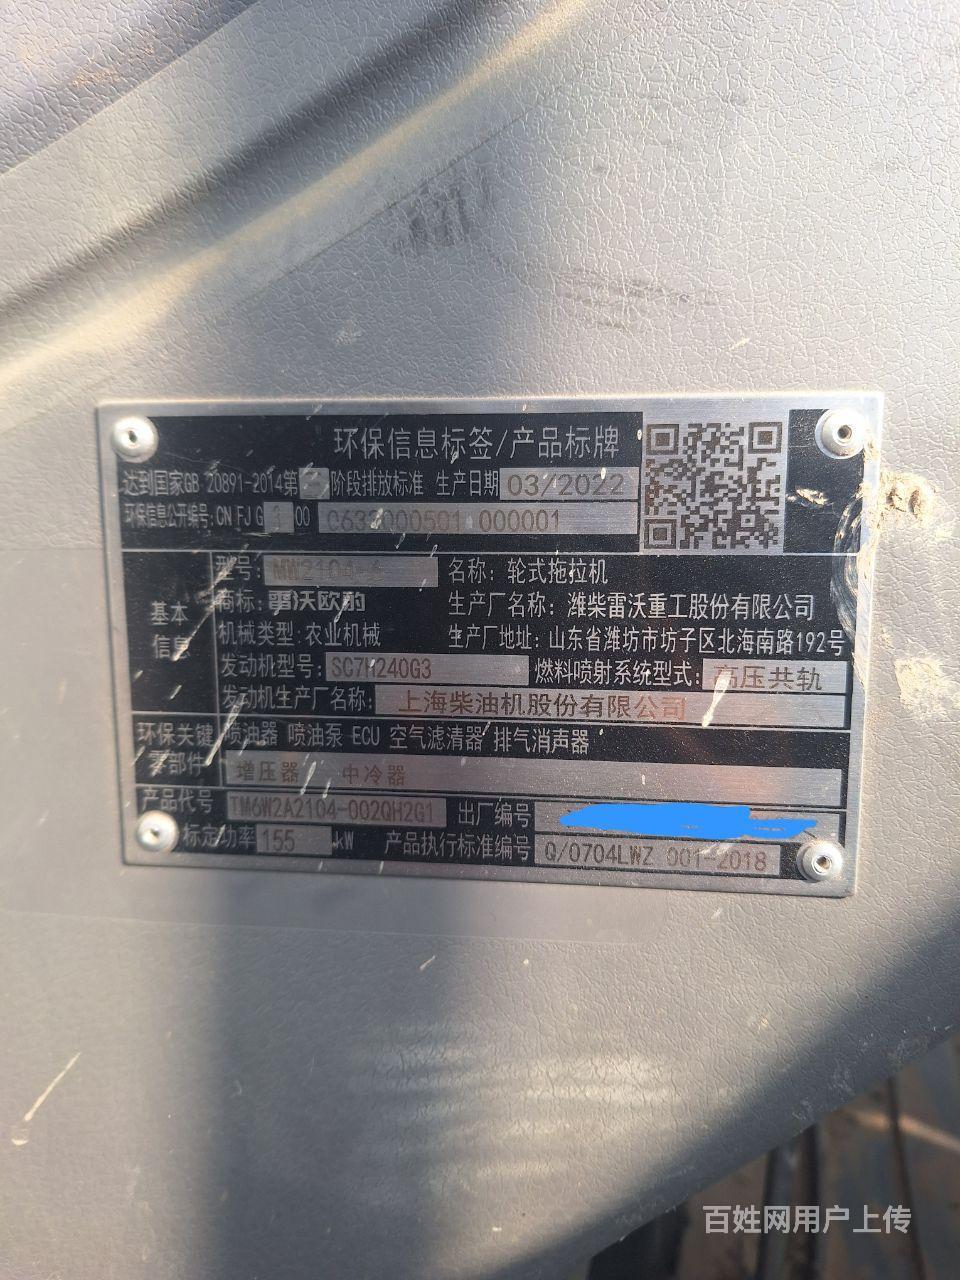 环保信息标签/产品标牌
达到国家GB 20891-2014第 阶段排放标准 生产日期 03/2022
环保信息公开编号: CN FJ G 3 00 000001
基本信息
型号: MW2104-6 名称: 轮式拖拉机
商标: 雷沃欧豹 生产厂名称: 潍柴雷沃重工股份有限公司
机械类型: 农业机械 生产厂地址: 山东省潍坊市坊子区北海南路192号
发动机型号: SC7H240G3 燃料喷射系统型式: 高压共轨
发动机生产厂名称: 上海柴油机股份有限公司
环保关键零部件 喷油器 喷油泵 ECU 空气滤清器 排气消声器
增压器 中冷器
产品代号 TM6W2A2104-002QH2G1 出厂编号
标定功率 155 kW 产品执行标准编号 Q/0704LWZ 001-2018
百姓网用户上传